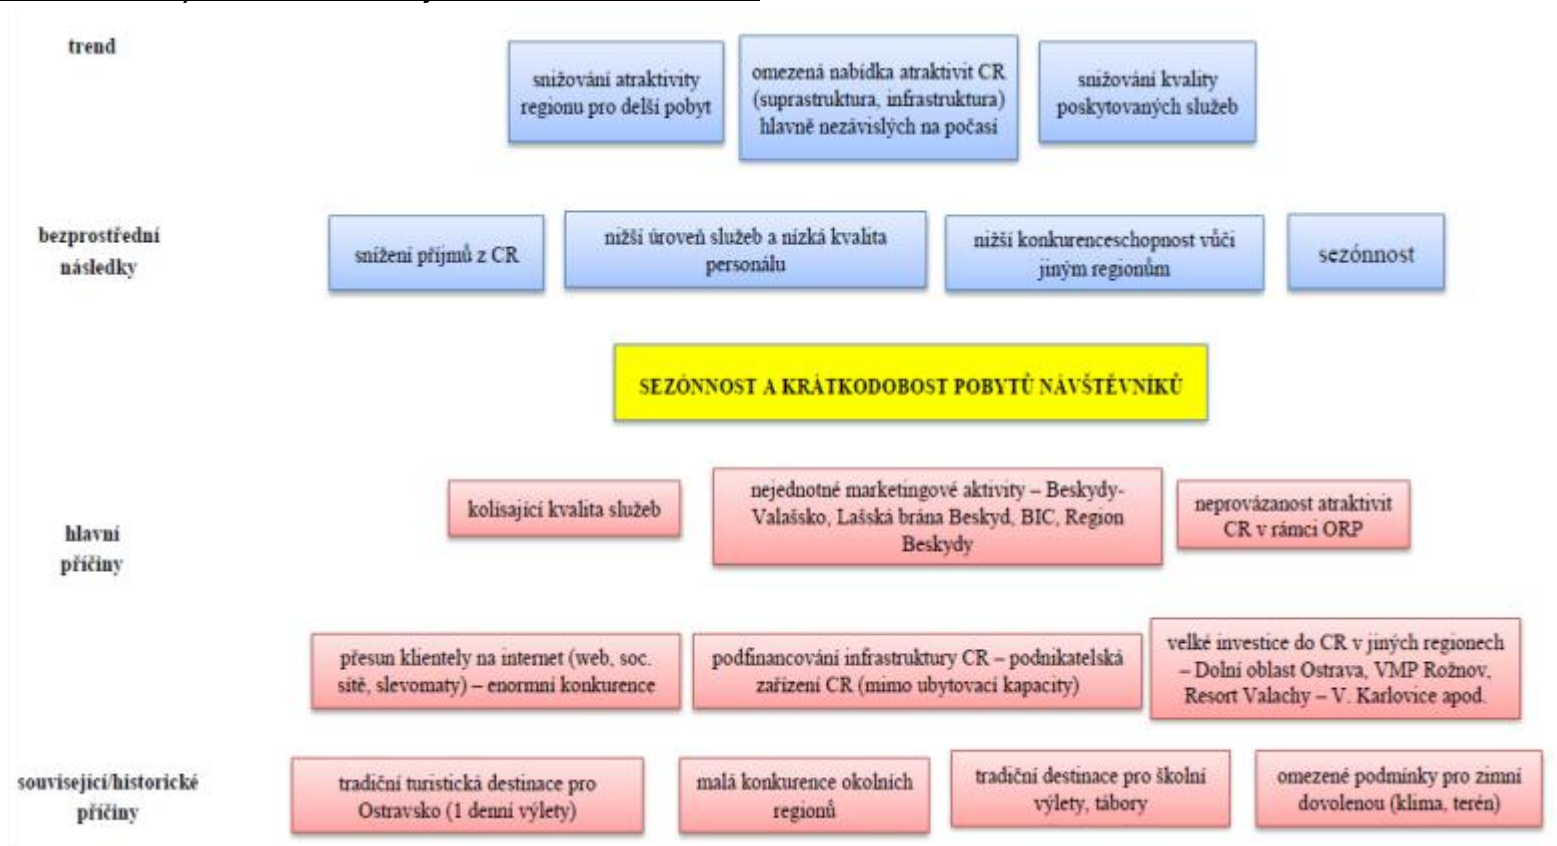 trend
snižování atraktivity
regionu pro delší pobyt
omezená nabídka atraktivit CR
(suprastruktura, infrastruktura)
hlavně nezávislých na počasí
snižování kvality
poskytovaných služeb
bezprostřední
následky
snížení příjmů z CR
nižší úroveň služeb a nízká kvalita
personálu
nižší konkurenceschopnost vůči
jiným regionům
sezónnost
SEZÓNNOST A KRÁTKODOBOST POBYTŮ NÁVŠTĚVNÍKŮ
hlavní
příčiny
kolísající kvalita služeb
nejednotné marketingové aktivity – Beskydy-
Valašsko, Lašská brána Beskyd, BIC, Region
Beskydy
neprovázanost atraktivit
CR v rámci ORP
přesun klientely na internet (web, soc.
sítě, slevomaty) – enormní konkurence
podfinancování infrastruktury CR – podnikatelská
zařízení CR (mimo ubytovací kapacity)
velké investice do CR v jiných regionech
– Dolní oblast Ostrava, VMP Rožnov,
Resort Valachy – V. Karlovice apod.
související/historické
příčiny
tradiční turistická destinace pro
Ostravsko (1 denní výlety)
malá konkurence okolních
regionů
tradiční destinace pro školní
výlety, tábory
omezené podmínky pro zimní
dovolenou (klima, terén)